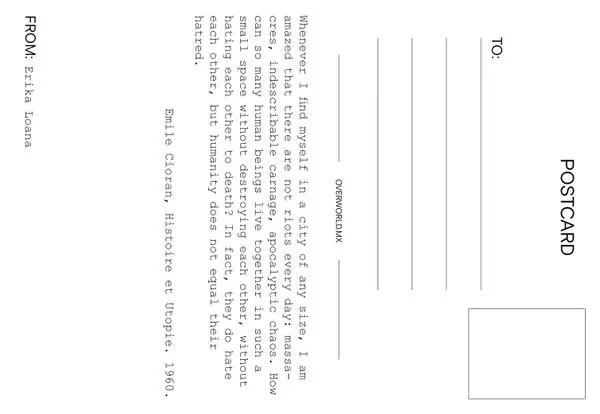 POSTCARD
FROM: Erika Loana
Whenever I find myself in a city of any size, I am
amazed that there are not riots every day: massa-
cres, indescribable carnage, apocalyptic chaos. How
can so many human beings live together in such a
small space without destroying each other, without
hating each other to death? In fact, they do hate
each other, but humanity does not equal their
hatred.
Emile Cioran, Histoire et Utopie. 1960.
OVERWORLD.MX
TO: